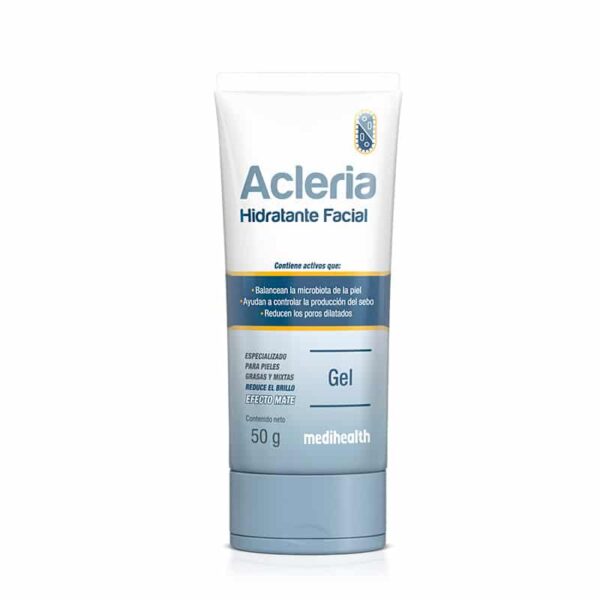 Acleria
Hidratante Facial
Contiene activos que:
• Balancean la microbiota de la piel
• Ayudan a controlar la producción del sebo
• Reducen los poros dilatados
ESPECIALIZADO
PARA PIELES
GRASAS Y MIXTAS
REDUCE EL BRILLO
EFECTO MATE
Gel
Contenido neto
50 g
medihealth